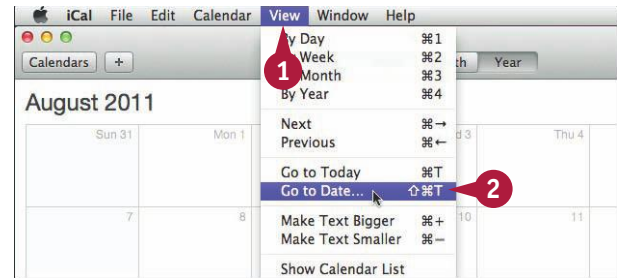 iCal File Edit Calendar View Window Help
By Day ⌘1
Calendars + Week ⌘2 th Year
1 Month ⌘3
August 2011 By Year ⌘4
Next ⌘→
Sun 31 Mon 1 Previous ⌘← d 3 Thu 4
Go to Today ⌘T
Go to Date... ⇧⌘T 2
7 8 Make Text Bigger ⌘+ 10 11
Make Text Smaller ⌘−
Show Calendar List